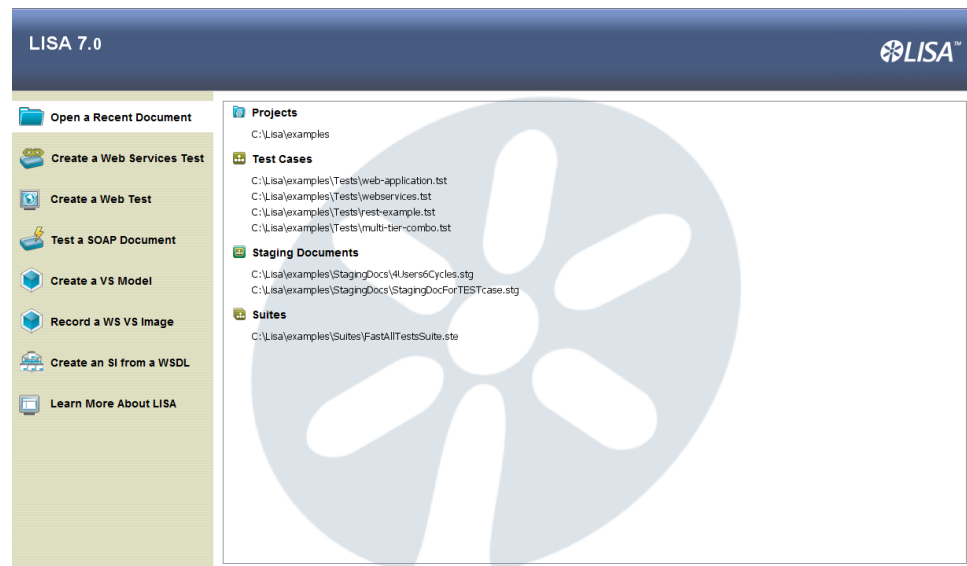 LISA 7.0
LISA™
Open a Recent Document
Create a Web Services Test
Create a Web Test
Test a SOAP Document
Create a VS Model
Record a WS VS Image
Create an SI from a WSDL
Learn More About LISA
Projects
C:\Lisa\examples
Test Cases
C:\Lisa\examples\Tests\web-application.tst
C:\Lisa\examples\Tests\webservices.tst
C:\Lisa\examples\Tests\rest-example.tst
C:\Lisa\examples\Tests\multi-tier-combo.tst
Staging Documents
C:\Lisa\examples\StagingDocs\4Users6Cycles.stg
C:\Lisa\examples\StagingDocs\StagingDocForTESTcase.stg
Suites
C:\Lisa\examples\Suites\FastAllTestsSuite.ste